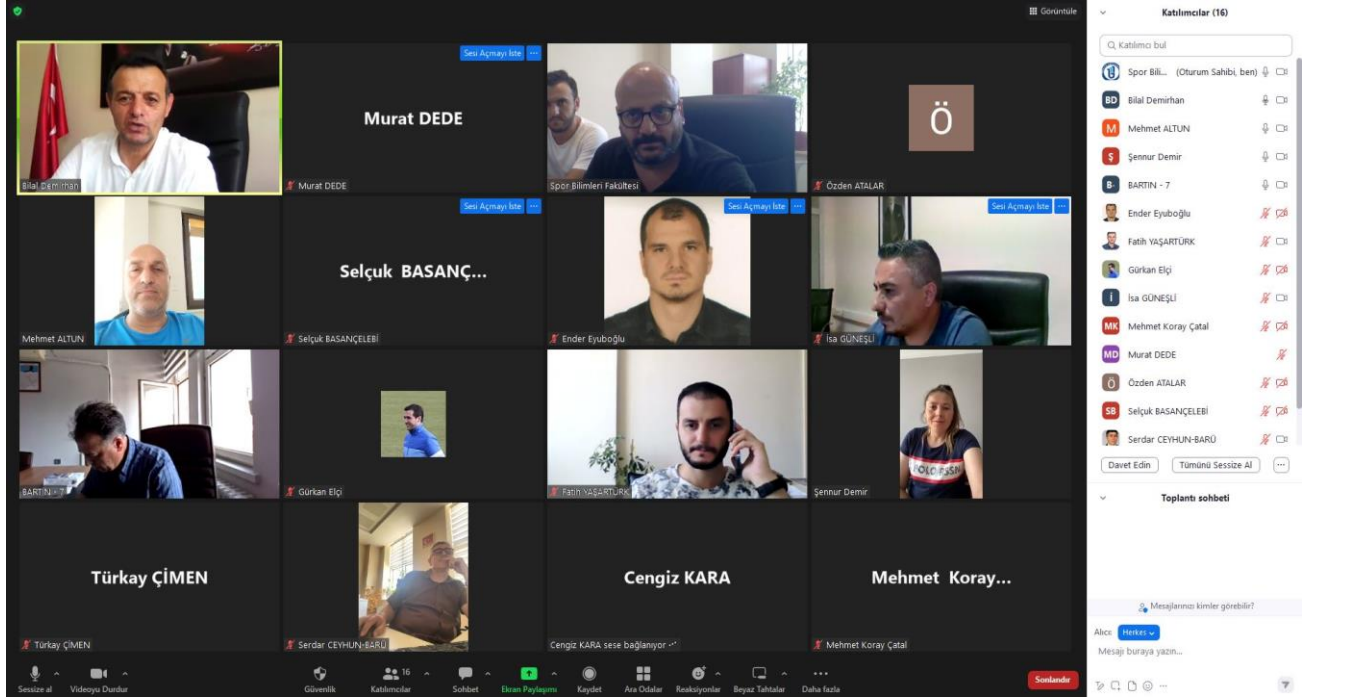 Görüntüle
Bilal Demirhan
Sesi Açmayı İste ...
Murat DEDE
Murat DEDE
Spor Bilimleri Fakültesi
Ö
Özden ATALAR
Mehmet ALTUN
Sesi Açmayı İste ...
Selçuk BASANÇ...
Selçuk BASANÇELEBİ
Sesi Açmayı İste ...
Ender Eyuboğlu
Sesi Açmayı İste ...
İsa GÜNEŞLİ
BARTIN - 7
Gürkan Elçi
Fatih YAŞARTÜRK
POLO
Şennur Demir
Türkay ÇİMEN
Türkay ÇİMEN
Serdar CEYHUN-BARÜ
Cengiz KARA
Cengiz KARA sese bağlanıyor
Mehmet Koray...
Mehmet Koray Çatal
Sessize al
Videoyu Durdur
Güvenlik
16
Katılımcılar
Sohbet
Ekran Paylaşımı
Kaydet
Ara Odalar
Reaksiyonlar
Beyaz Tahtalar
Daha fazla
Sonlandır
Katılımcılar (16)
Katılımcı bul
Spor Bili... (Oturum Sahibi, ben)
BD Bilal Demirhan
M Mehmet ALTUN
Ş Şennur Demir
B- BARTIN - 7
Ender Eyuboğlu
Fatih YAŞARTÜRK
Gürkan Elçi
İ İsa GÜNEŞLİ
MK Mehmet Koray Çatal
MD Murat DEDE
Ö Özden ATALAR
SB Selçuk BASANÇELEBİ
Serdar CEYHUN-BARÜ
Davet Edin
Tümünü Sessize Al
...
Toplantı sohbeti
Mesajlarınızı kimler görebilir?
Alıcı: Herkes
Mesajı buraya yazın...